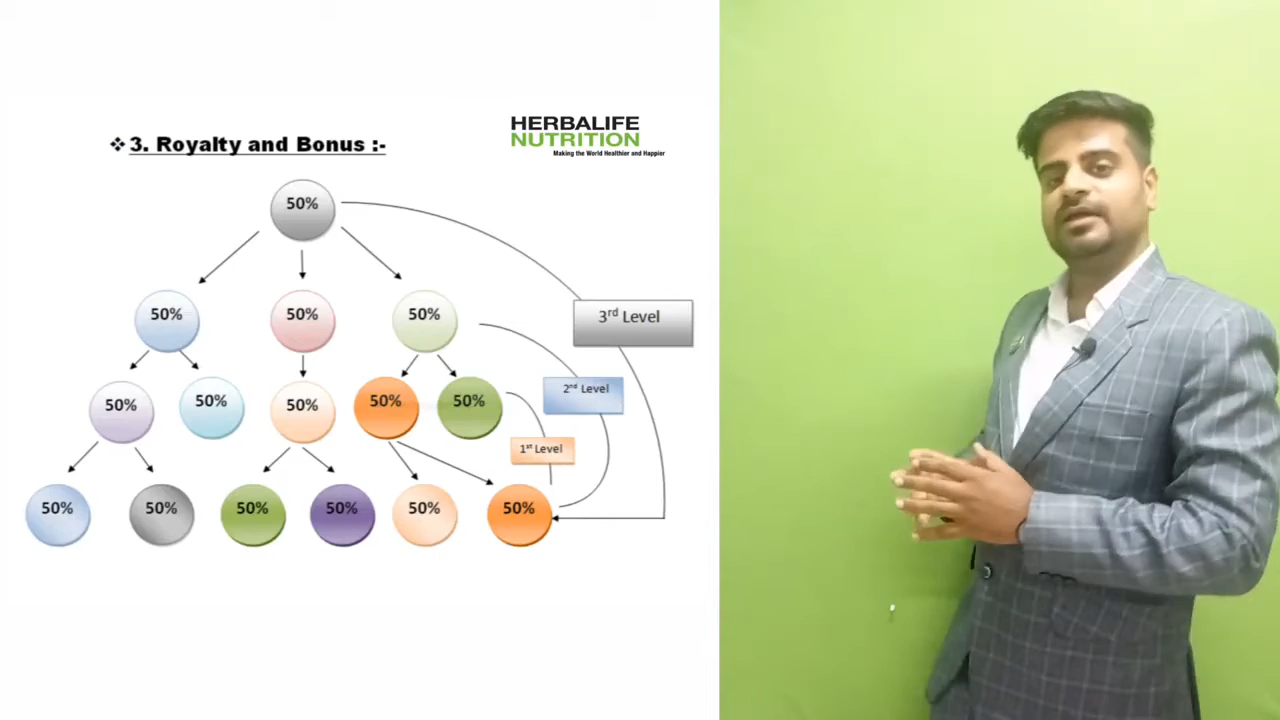 ❖ 3. Royalty and Bonus :-
HERBALIFE
NUTRITION
Making the World Healthier and Happier
50%
50%
50%
50%
3rd Level
50%
50%
50%
50%
50%
2nd Level
1st Level
50%
50%
50%
50%
50%
50%